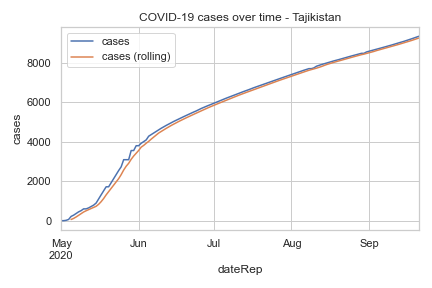 COVID-19 cases over time - Tajikistan
cases
cases (rolling)
8000
6000
4000
2000
0
cases
May
2020
Jun
Jul
Aug
Sep
dateRep